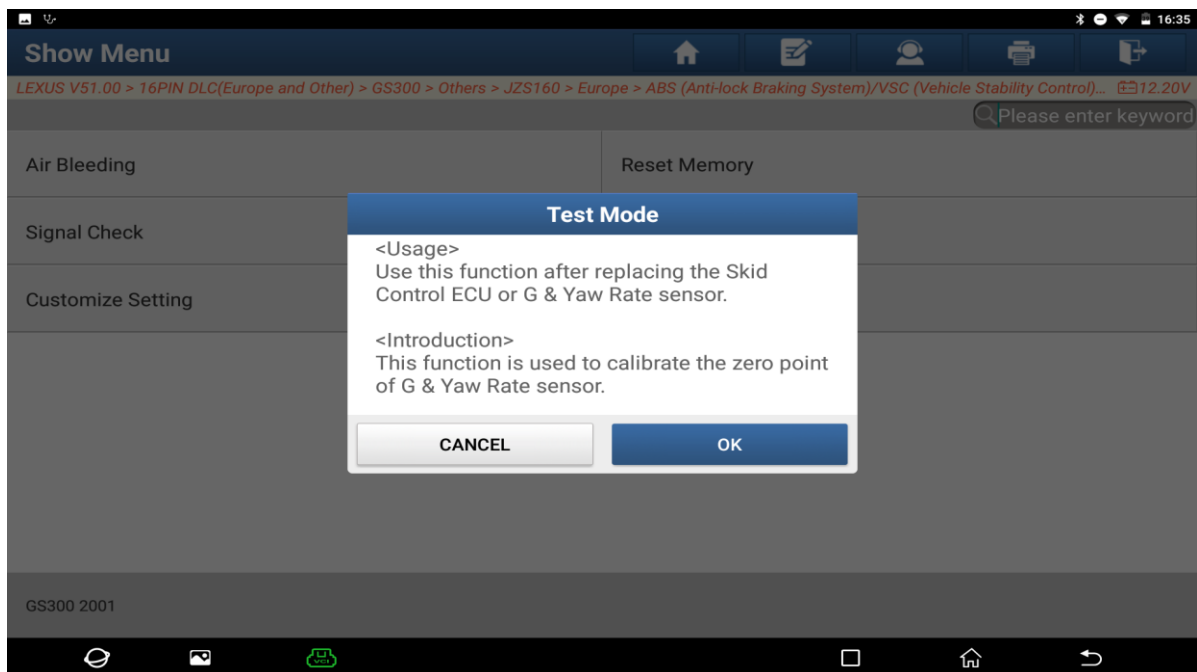 16:35
Show Menu
LEXUS V51.00 > 16PIN DLC(Europe and Other) > GS300 > Others > JZS160 > Europe > ABS (Anti-lock Braking System)/VSC (Vehicle Stability Control)... 12.20V
Please enter keyword
Air Bleeding
Reset Memory
Signal Check
Customize Setting
Test Mode
<Usage>
Use this function after replacing the Skid
Control ECU or G & Yaw Rate sensor.
<Introduction>
This function is used to calibrate the zero point
of G & Yaw Rate sensor.
CANCEL
OK
GS300 2001
VCI